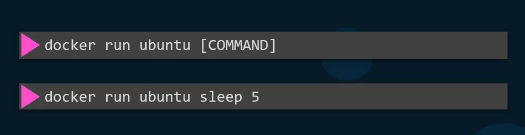 docker run ubuntu [COMMAND]
docker run ubuntu sleep 5